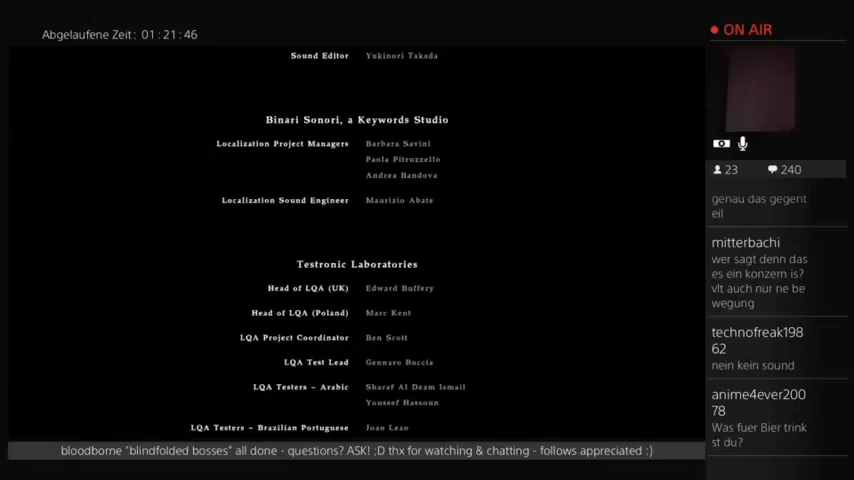 Abgelaufene Zeit: 01:21:46
Sound Editor Yukinori Takada
Binari Sonori, a Keywords Studio
Localization Project Managers Barbara Savini
Paola Pitruzzello
Andrea Bandova
Localization Sound Engineer Maurizio Abate
Testronic Laboratories
Head of LQA (UK) Edward Buffery
Head of LQA (Poland) Marc Kent
LQA Project Coordinator Ben Scott
LQA Test Lead Gennaro Boccia
LQA Testers – Arabic Sharaf Al Deam Ismail
Youssef Hassoun
LQA Testers – Brazilian Portuguese Joao Leao
bloodborne "blindfolded bosses" all done - questions? ASK! ;D thx for watching & chatting - follows appreciated :)
ON AIR
23 240
genau das gegent
eil
mitterbachi
wer sagt denn das
es ein konzern is?
vlt auch nur ne be
wegung
technofreak198
62
nein kein sound
anime4ever200
78
Was fuer Bier trink
st du?